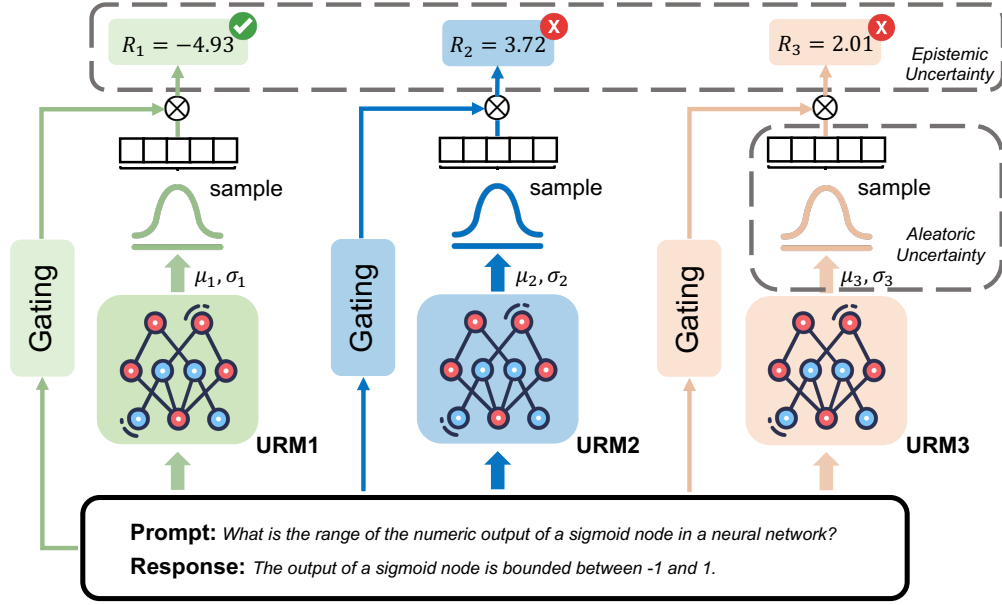 R₁ = −4.93
R₂ = 3.72
R₃ = 2.01
Epistemic
Uncertainty
sample
sample
sample
Aleatoric
Uncertainty
Gating
Gating
Gating
μ₁, σ₁
μ₂, σ₂
μ₃, σ₃
URM1
URM2
URM3
Prompt: What is the range of the numeric output of a sigmoid node in a neural network?
Response: The output of a sigmoid node is bounded between -1 and 1.